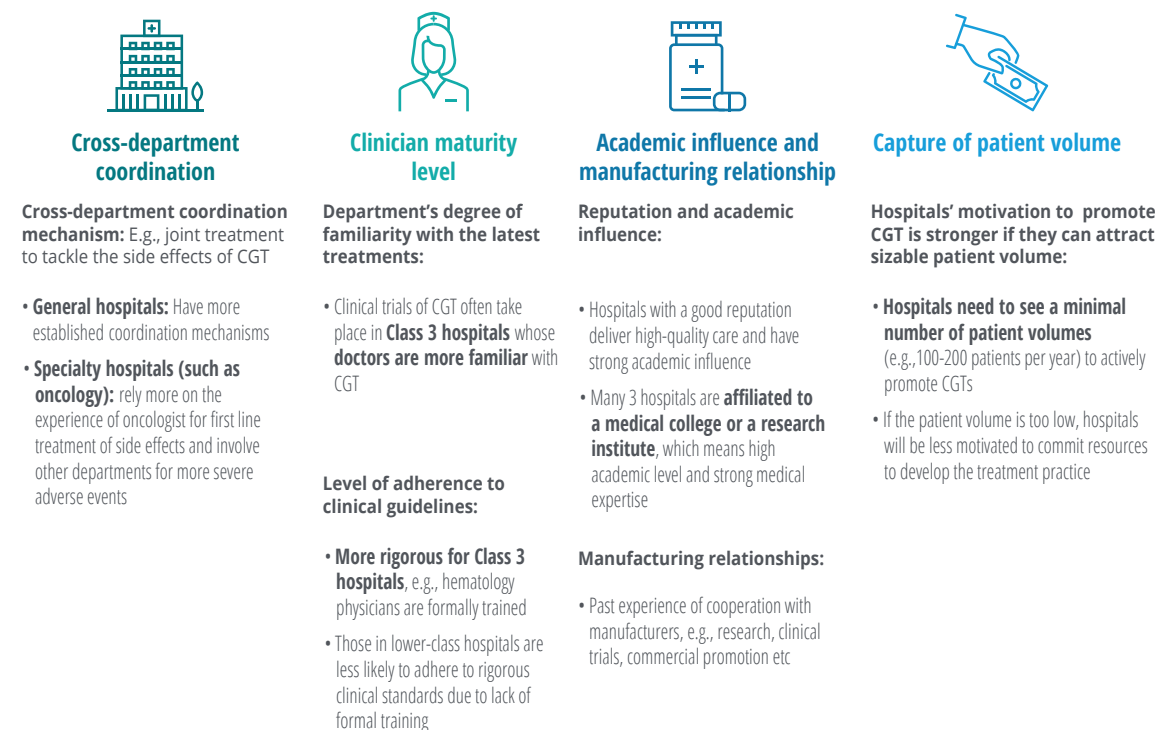 Cross-department
coordination
Cross-department coordination
mechanism: E.g., joint treatment
to tackle the side effects of CGT
• General hospitals: Have more
established coordination mechanisms
• Specialty hospitals (such as
oncology): rely more on the
experience of oncologist for first line
treatment of side effects and involve
other departments for more severe
adverse events
Clinician maturity
level
Department’s degree of
familiarity with the latest
treatments:
• Clinical trials of CGT often take
place in Class 3 hospitals whose
doctors are more familiar with
CGT
Level of adherence to
clinical guidelines:
• More rigorous for Class 3
hospitals, e.g., hematology
physicians are formally trained
• Those in lower-class hospitals are
less likely to adhere to rigorous
clinical standards due to lack of
formal training
Academic influence and
manufacturing relationship
Reputation and academic
influence:
• Hospitals with a good reputation
deliver high-quality care and have
strong academic influence
• Many 3 hospitals are affiliated to
a medical college or a research
institute, which means high
academic level and strong medical
expertise
Manufacturing relationships:
• Past experience of cooperation with
manufacturers, e.g., research, clinical
trials, commercial promotion etc
Capture of patient volume
Hospitals’ motivation to promote
CGT is stronger if they can attract
sizable patient volume:
• Hospitals need to see a minimal
number of patient volumes
(e.g.,100-200 patients per year) to actively
promote CGTs
• If the patient volume is too low, hospitals
will be less motivated to commit resources
to develop the treatment practice